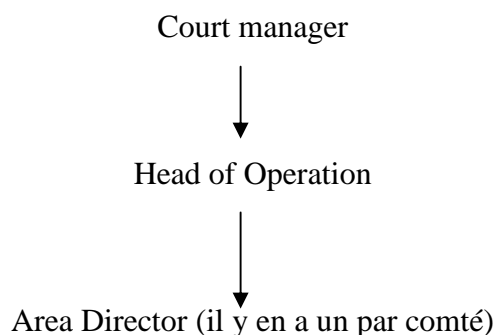 Court manager
Head of Operation
Area Director (il y en a un par comté)